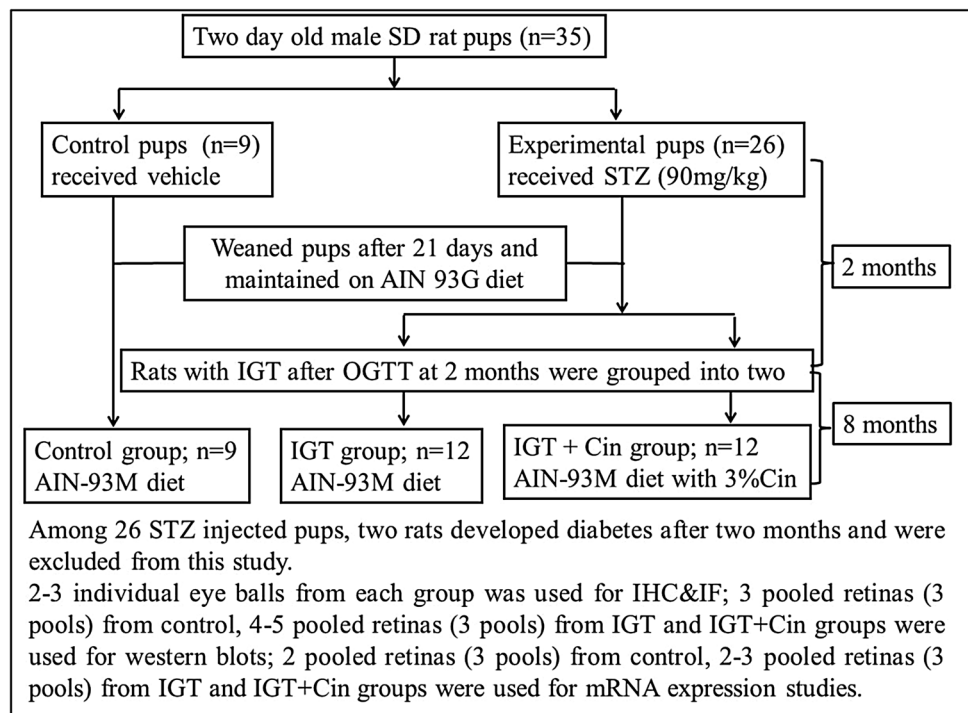 Two day old male SD rat pups (n=35)
Control pups (n=9)
received vehicle
Experimental pups (n=26)
received STZ (90mg/kg)
Weaned pups after 21 days and
maintained on AIN 93G diet
2 months
Rats with IGT after OGTT at 2 months were grouped into two
8 months
Control group; n=9
AIN-93M diet
IGT group; n=12
AIN-93M diet
IGT + Cin group; n=12
AIN-93M diet with 3%Cin
Among 26 STZ injected pups, two rats developed diabetes after two months and were
excluded from this study.
2-3 individual eye balls from each group was used for IHC&IF; 3 pooled retinas (3
pools) from control, 4-5 pooled retinas (3 pools) from IGT and IGT+Cin groups were
used for western blots; 2 pooled retinas (3 pools) from control, 2-3 pooled retinas (3
pools) from IGT and IGT+Cin groups were used for mRNA expression studies.